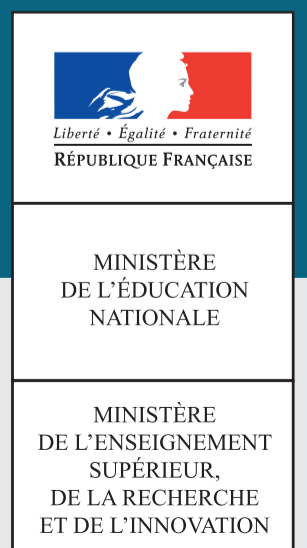 Liberté • Égalité • Fraternité
RÉPUBLIQUE FRANÇAISE
MINISTÈRE
DE L’ÉDUCATION
NATIONALE
MINISTÈRE
DE L’ENSEIGNEMENT
SUPÉRIEUR,
DE LA RECHERCHE
ET DE L’INNOVATION